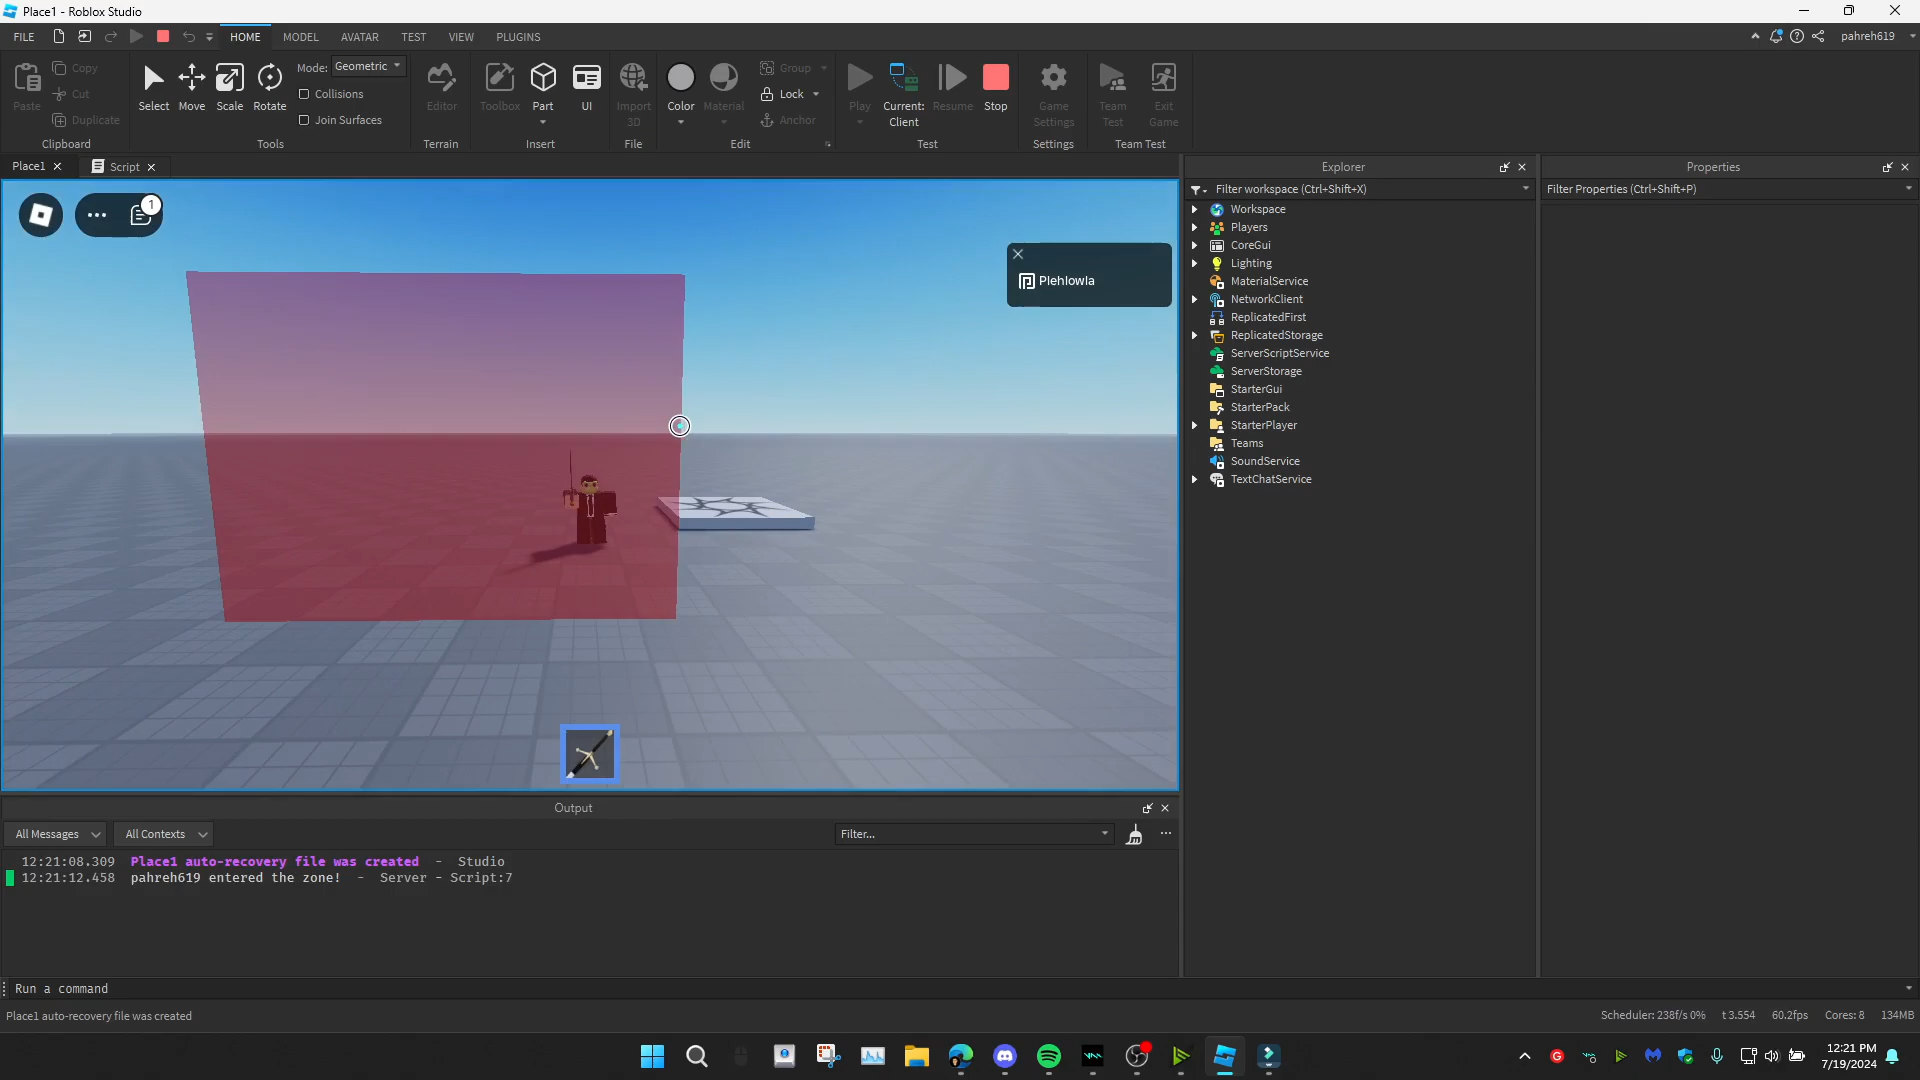 Place1 - Roblox Studio
FILE
HOME
MODEL
AVATAR
TEST
VIEW
PLUGINS
pahreh619
Paste
Copy
Cut
Duplicate
Clipboard
Select
Move
Scale
Rotate
Mode: Geometric
Collisions
Join Surfaces
Tools
Editor
Terrain
Toolbox
Part
UI
Insert
Import
3D
File
Color
Material
Group
Lock
Anchor
Edit
Play
Current:
Client
Resume
Stop
Test
Game
Settings
Settings
Team
Test
Exit
Game
Team Test
Place1
Script
1
Plehlowla
Explorer
Filter workspace (Ctrl+Shift+X)
Workspace
Players
CoreGui
Lighting
MaterialService
NetworkClient
ReplicatedFirst
ReplicatedStorage
ServerScriptService
ServerStorage
StarterGui
StarterPack
StarterPlayer
Teams
SoundService
TextChatService
Properties
Filter Properties (Ctrl+Shift+P)
Output
All Messages
All Contexts
Filter...
12:21:08.309 Place1 auto-recovery file was created - Studio
12:21:12.458 pahreh619 entered the zone! - Server - Script:7
Run a command
Place1 auto-recovery file was created
Scheduler: 238f/s 0%
t 3.554
60.2fps
Cores: 8
134MB
12:21 PM
7/19/2024